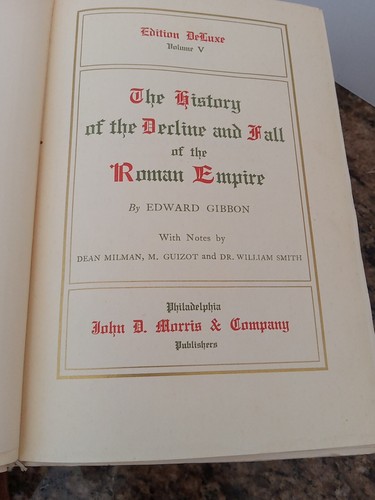 Edition DeLuxe
Volume V
The History
of the Decline and Fall
of the
Roman Empire
By EDWARD GIBBON
With Notes by
DEAN MILMAN, M. GUIZOT and DR. WILLIAM SMITH
Philadelphia
John D. Morris & Company
Publishers